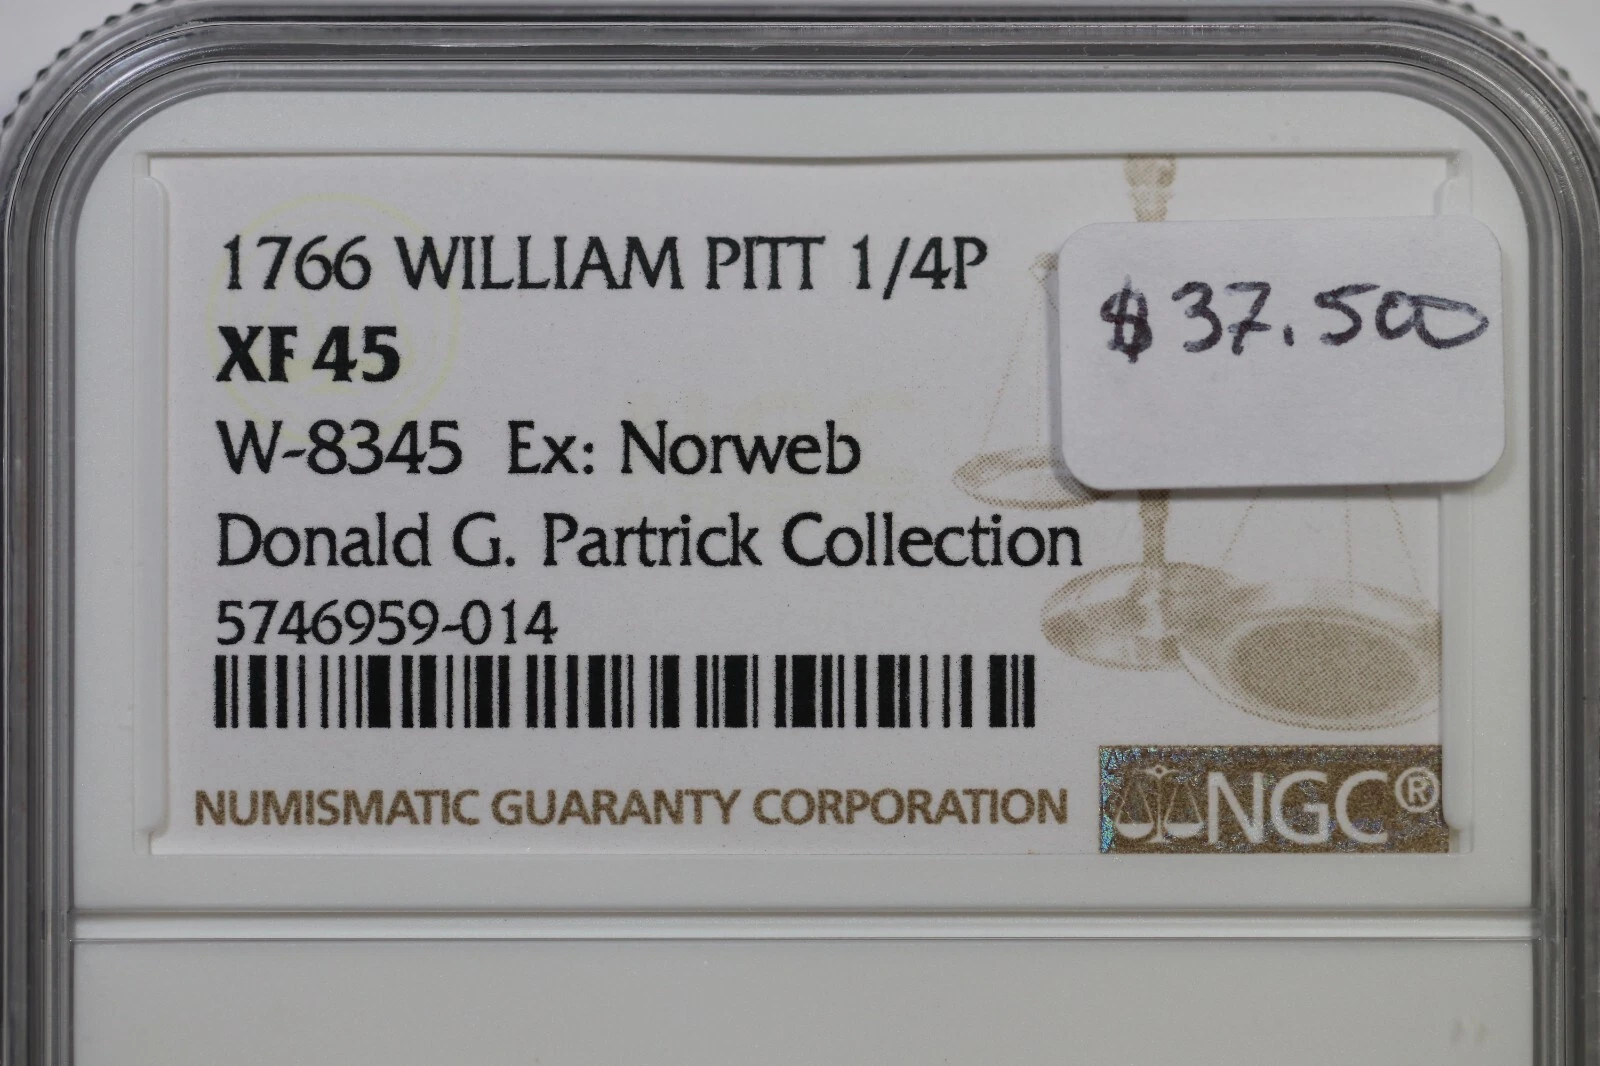 1766 WILLIAM PITT 1/4P
$37.500
XF 45
W-8345 Ex: Norweb
Donald G. Partrick Collection
5746959-014
NUMISMATIC GUARANTY CORPORATION
NGC®